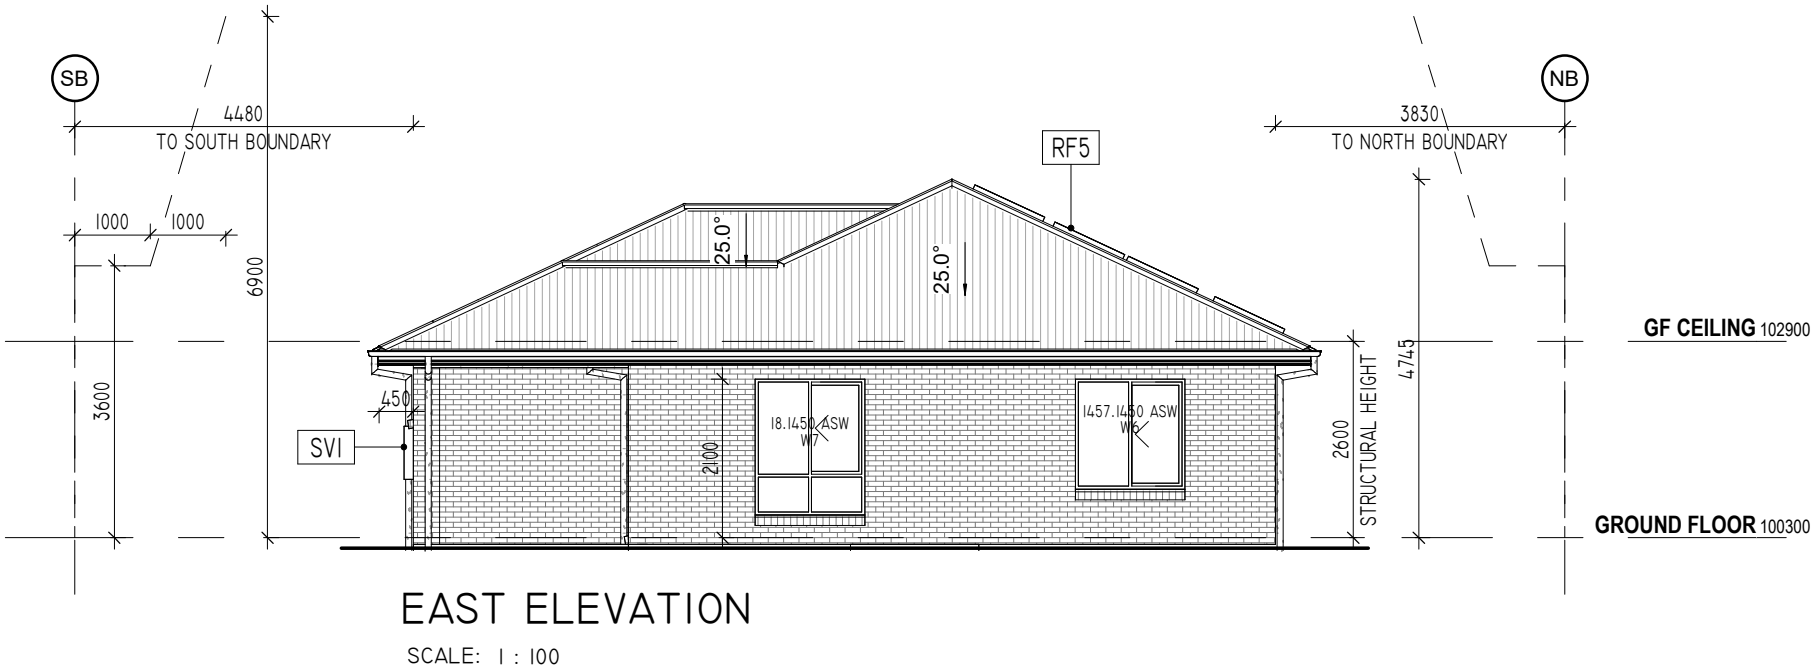 SB
NB
4480
TO SOUTH BOUNDARY
3830
TO NORTH BOUNDARY
RF5
1000
1000
6900
25.0°
25.0°
GF CEILING 102900
3600
450
SV1
2100
18.1450 ASW
W7
1457.1450 ASW
W6
2600
STRUCTURAL HEIGHT
4745
GROUND FLOOR 100300
EAST ELEVATION
SCALE: 1 : 100